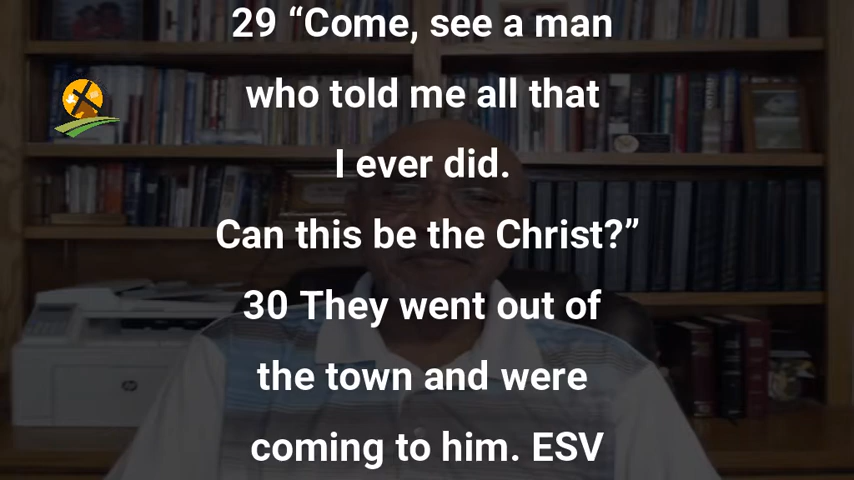 29 “Come, see a man
who told me all that
I ever did.
Can this be the Christ?”
30 They went out of
the town and were
coming to him. ESV